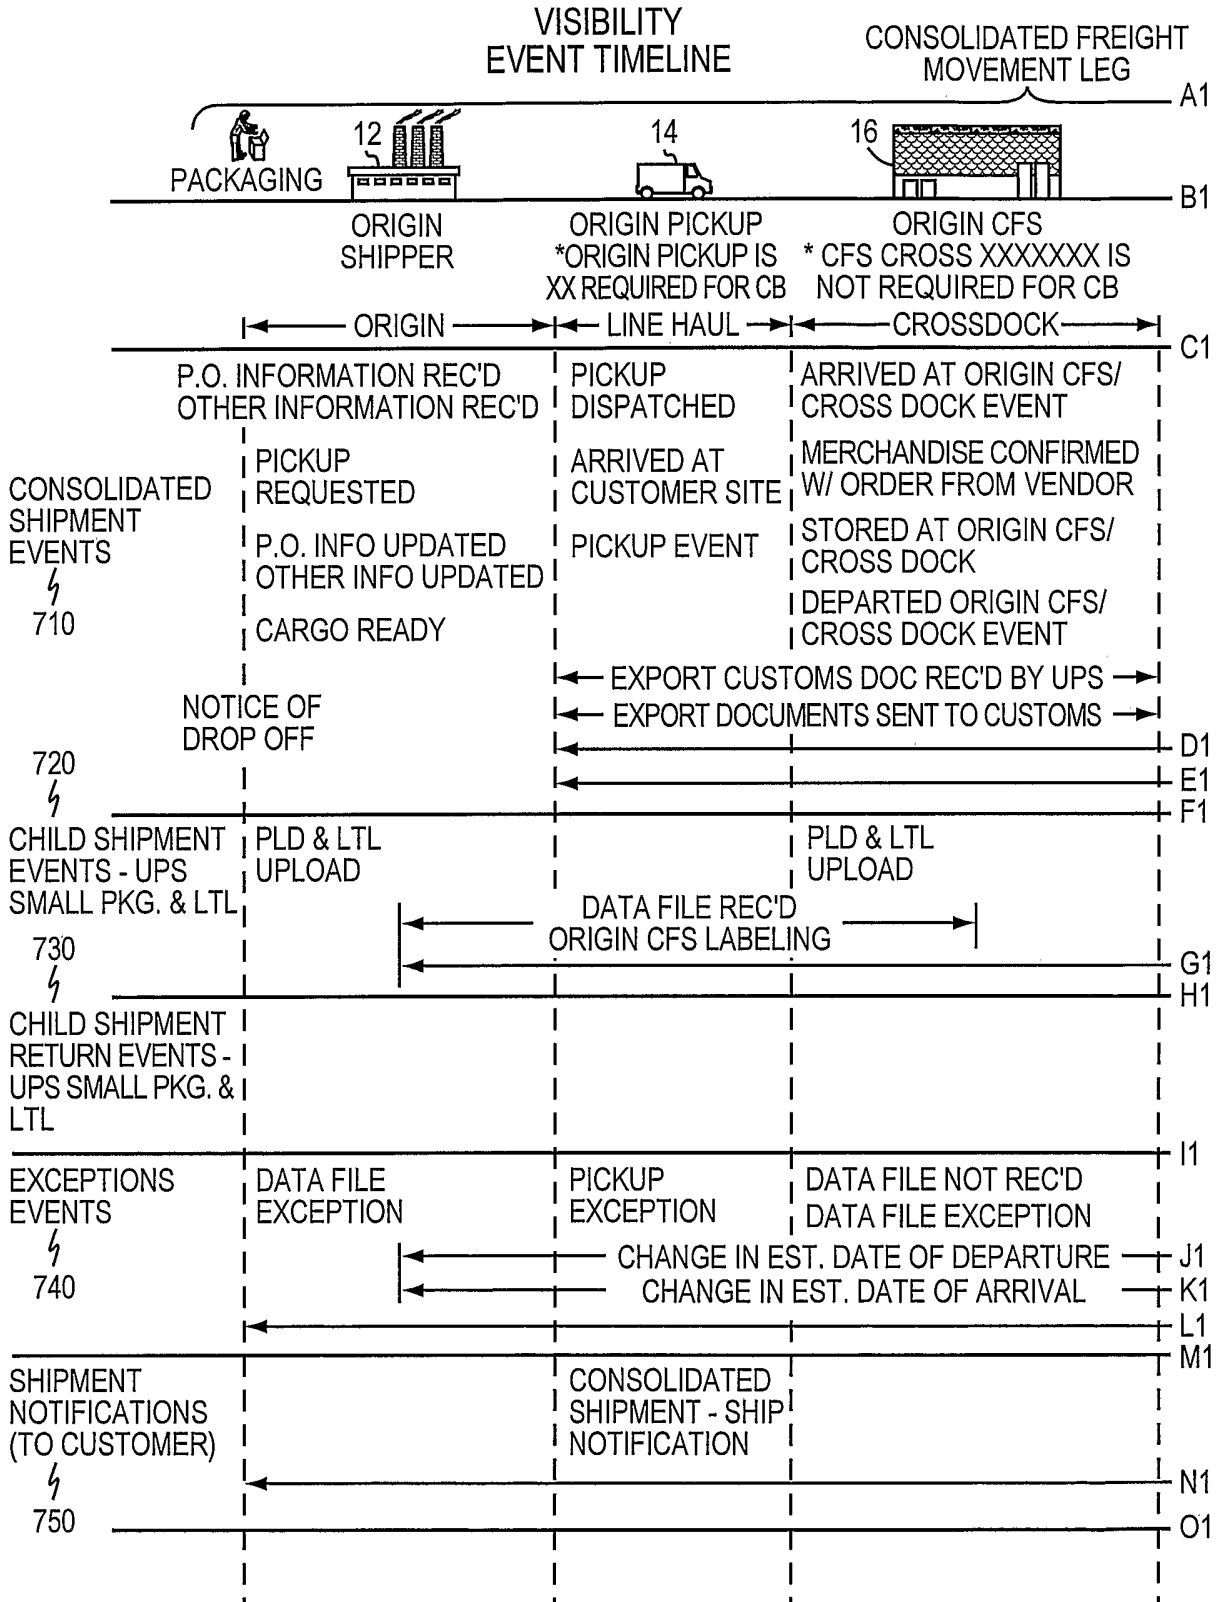 VISIBILITY
EVENT TIMELINE
CONSOLIDATED FREIGHT
MOVEMENT LEG
A1
12
14
16
PACKAGING
B1
ORIGIN
SHIPPER
ORIGIN PICKUP
*ORIGIN PICKUP IS
XX REQUIRED FOR CB
ORIGIN CFS
* CFS CROSS XXXXXXX IS
NOT REQUIRED FOR CB
ORIGIN
LINE HAUL
CROSSDOCK
C1
CONSOLIDATED
SHIPMENT
EVENTS
710
P.O. INFORMATION REC'D
OTHER INFORMATION REC'D
PICKUP
REQUESTED
P.O. INFO UPDATED
OTHER INFO UPDATED
CARGO READY
NOTICE OF
DROP OFF
PICKUP
DISPATCHED
ARRIVED AT
CUSTOMER SITE
PICKUP EVENT
ARRIVED AT ORIGIN CFS/
CROSS DOCK EVENT
MERCHANDISE CONFIRMED
W/ ORDER FROM VENDOR
STORED AT ORIGIN CFS/
CROSS DOCK
DEPARTED ORIGIN CFS/
CROSS DOCK EVENT
EXPORT CUSTOMS DOC REC'D BY UPS
EXPORT DOCUMENTS SENT TO CUSTOMS
D1
E1
F1
720
CHILD SHIPMENT
EVENTS - UPS
SMALL PKG. & LTL
730
PLD & LTL
UPLOAD
PLD & LTL
UPLOAD
DATA FILE REC'D
ORIGIN CFS LABELING
G1
H1
CHILD SHIPMENT
RETURN EVENTS -
UPS SMALL PKG. &
LTL
I1
EXCEPTIONS
EVENTS
740
DATA FILE
EXCEPTION
PICKUP
EXCEPTION
DATA FILE NOT REC'D
DATA FILE EXCEPTION
CHANGE IN EST. DATE OF DEPARTURE
J1
CHANGE IN EST. DATE OF ARRIVAL
K1
L1
M1
SHIPMENT
NOTIFICATIONS
(TO CUSTOMER)
750
CONSOLIDATED
SHIPMENT - SHIP
NOTIFICATION
N1
O1